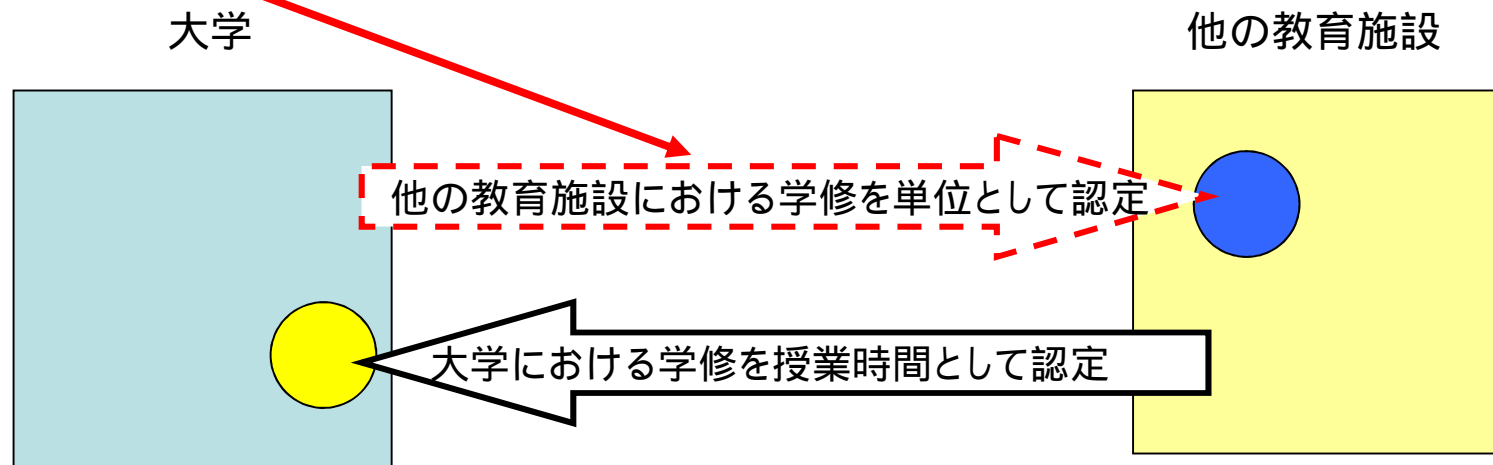 大学
他の教育施設
他の教育施設における学修を単位として認定
大学における学修を授業時間として認定